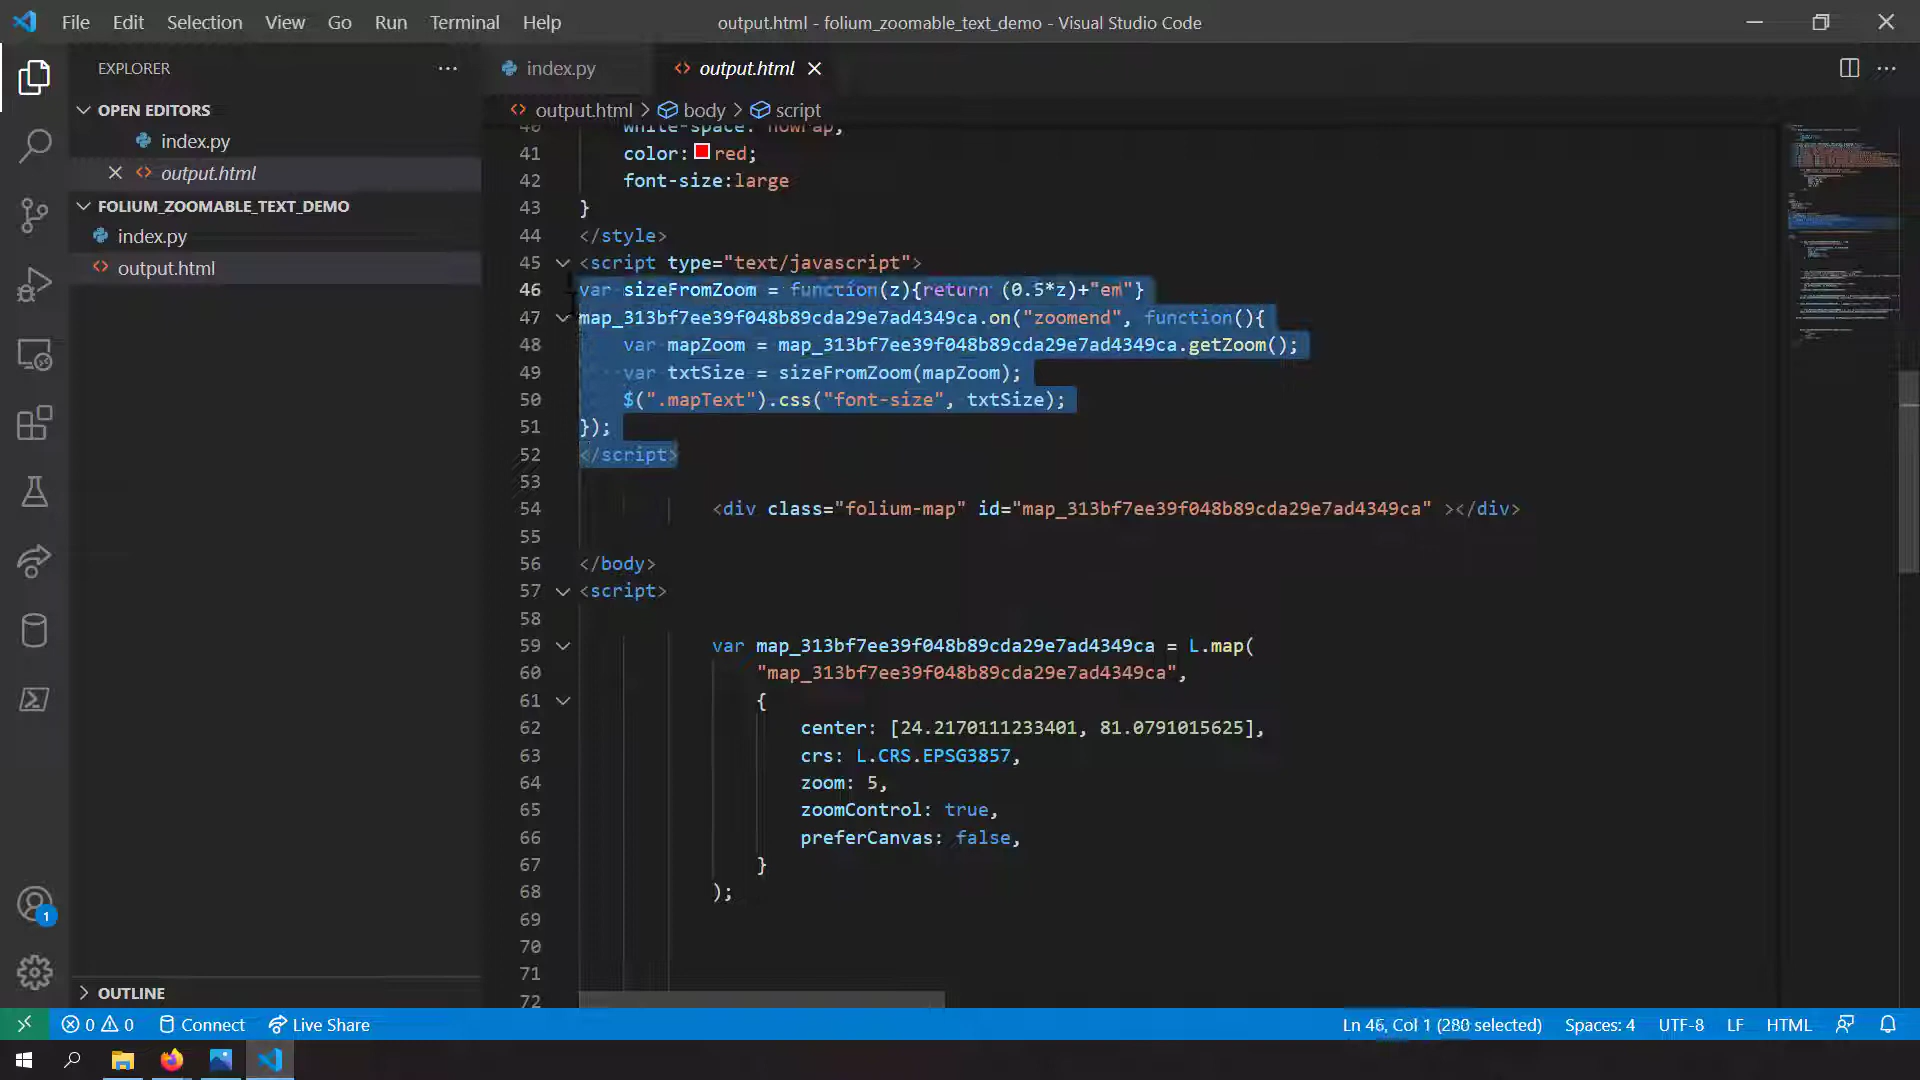 File Edit Selection View Go Run Terminal Help
output.html - folium_zoomable_text_demo - Visual Studio Code
EXPLORER
OPEN EDITORS
index.py
output.html
FOLIUM_ZOOMABLE_TEXT_DEMO
index.py
output.html
OUTLINE
index.py output.html
output.html > body > script
40 white-space: nowrap;
41 color: red;
42 font-size:large
43 }
44 </style>
45 <script type="text/javascript">
46 var sizeFromZoom = function(z){return (0.5*z)+"em"}
47 map_313bf7ee39f048b89cda29e7ad4349ca.on("zoomend", function(){
48 var mapZoom = map_313bf7ee39f048b89cda29e7ad4349ca.getZoom();
49 var txtSize = sizeFromZoom(mapZoom);
50 $(".mapText").css("font-size", txtSize);
51 });
52 </script>
53
54 <div class="folium-map" id="map_313bf7ee39f048b89cda29e7ad4349ca" ></div>
55
56 </body>
57 <script>
58
59 var map_313bf7ee39f048b89cda29e7ad4349ca = L.map(
60 "map_313bf7ee39f048b89cda29e7ad4349ca",
61 {
62 center: [24.2170111233401, 81.0791015625],
63 crs: L.CRS.EPSG3857,
64 zoom: 5,
65 zoomControl: true,
66 preferCanvas: false,
67 }
68 );
69
70
71
72
1
0 0 Connect Live Share
Ln 46, Col 1 (280 selected) Spaces: 4 UTF-8 LF HTML